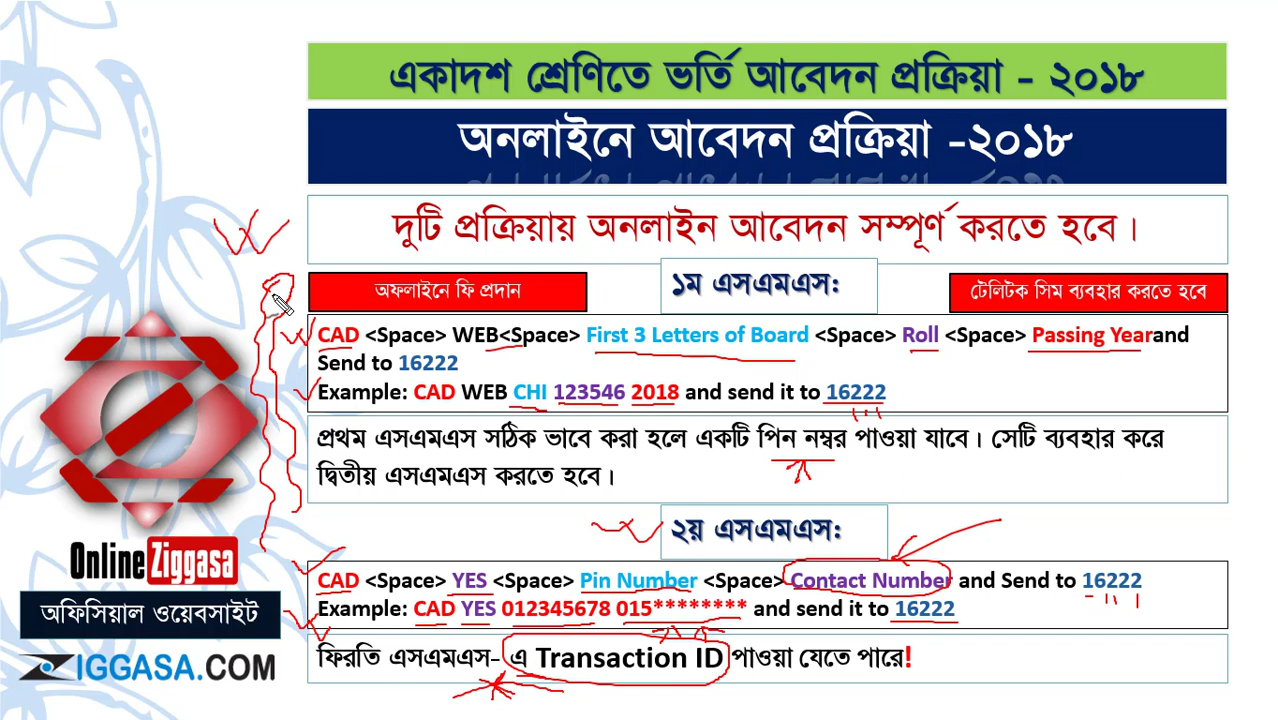 একাদশ শ্রেণিতে ভর্তি আবেদন প্রক্রিয়া - ২০১৮
অনলাইনে আবেদন প্রক্রিয়া -২০১৮
দুটি প্রক্রিয়ায় অনলাইন আবেদন সম্পূর্ণ করতে হবে।
অফলাইনে ফি প্রদান
১ম এসএমএস:
টেলিটক সিম ব্যবহার করতে হবে
CAD <Space> WEB<Space> First 3 Letters of Board <Space> Roll <Space> Passing Yearand
Send to 16222
Example: CAD WEB CHI 123546 2018 and send it to 16222
প্রথম এসএমএস সঠিক ভাবে করা হলে একটি পিন নম্বর পাওয়া যাবে। সেটি ব্যবহার করে
দ্বিতীয় এসএমএস করতে হবে।
২য় এসএমএস:
CAD <Space> YES <Space> Pin Number <Space> Contact Number and Send to 16222
Example: CAD YES 012345678 015******** and send it to 16222
ফিরতি এসএমএস- এ Transaction ID পাওয়া যেতে পারে!
OnlineZiggasa
অফিসিয়াল ওয়েবসাইট
ZIGGASA.COM